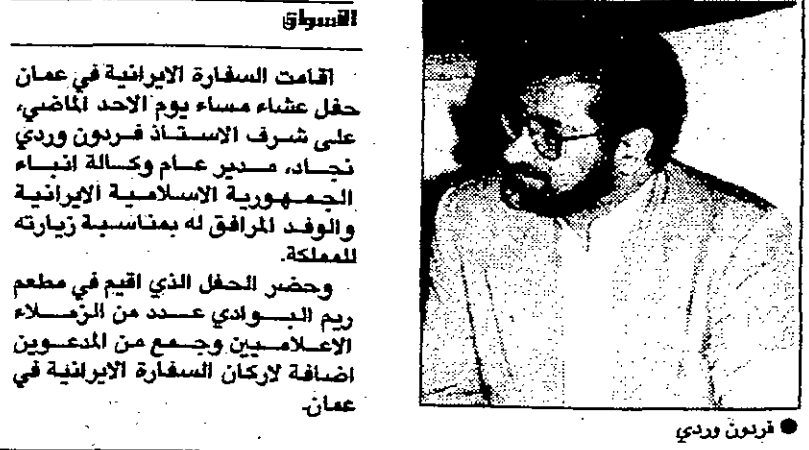 الاسواق
اقامت السفارة الايرانية في عمان
حفل عشاء مساء يوم الاحد الماضي،
على شرف الاستاذ فردون وردي
نجاد، مدير عام وكالة انباء
الجمهورية الاسلامية الايرانية
والوفد المرافق له بمناسبة زيارته
للمملكة.
وحضر الحفل الذي اقيم في مطعم
ريم البوادي عدد من الزملاء
الاعلاميين وجمع من المدعوين
اضافة لاركان السفارة الايرانية في
عمان.
● فردون وردي